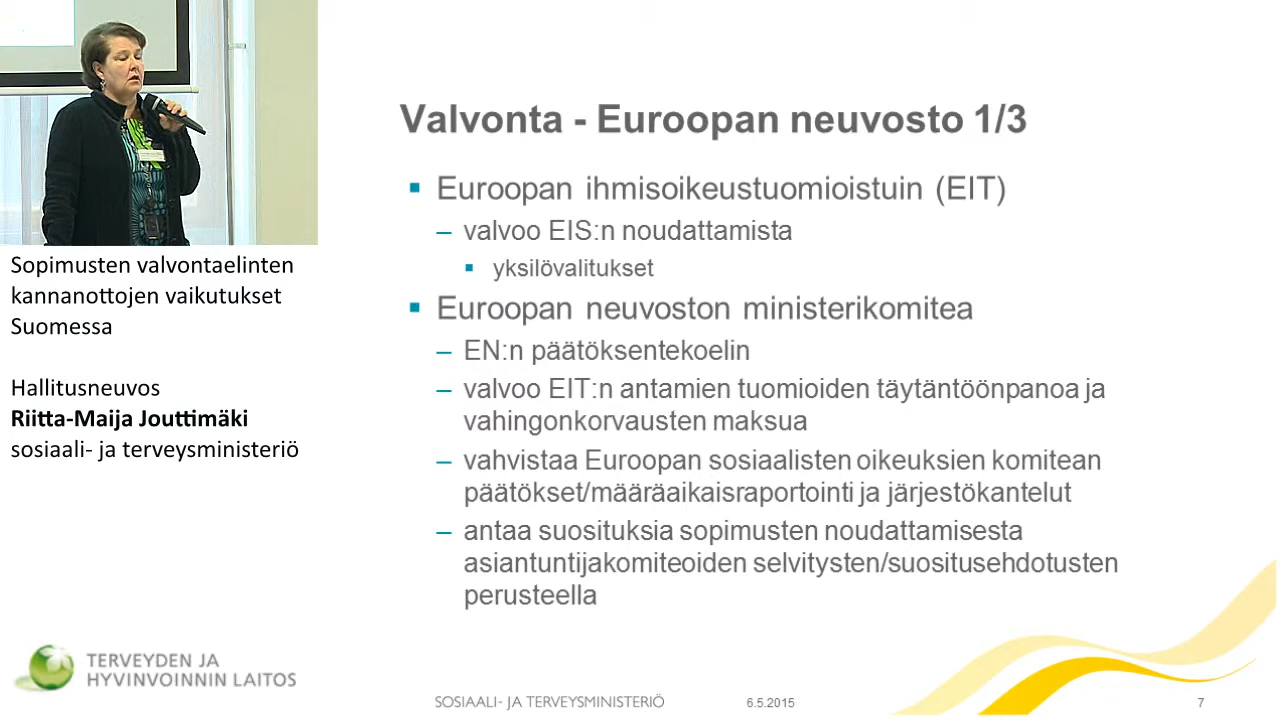 Valvonta - Euroopan neuvosto 1/3
Euroopan ihmisoikeustuomioistuin (EIT)
– valvoo EIS:n noudattamista
yksilövalitukset
Euroopan neuvoston ministerikomitea
– EN:n päätöksentekoelin
– valvoo EIT:n antamien tuomioiden täytäntöönpanoa ja
vahingonkorvausten maksua
– vahvistaa Euroopan sosiaalisten oikeuksien komitean
päätökset/määräaikaisraportointi ja järjestökantelut
– antaa suosituksia sopimusten noudattamisesta
asiantuntijakomiteoiden selvitysten/suositusehdotusten
perusteella
Sopimusten valvontaelinten
kannanottojen vaikutukset
Suomessa
Hallitusneuvos
Riitta-Maija Jouttimäki
sosiaali- ja terveysministeriö
TERVEYDEN JA
HYVINVOINNIN LAITOS
SOSIAALI- JA TERVEYSMINISTERIÖ
6.5.2015
7